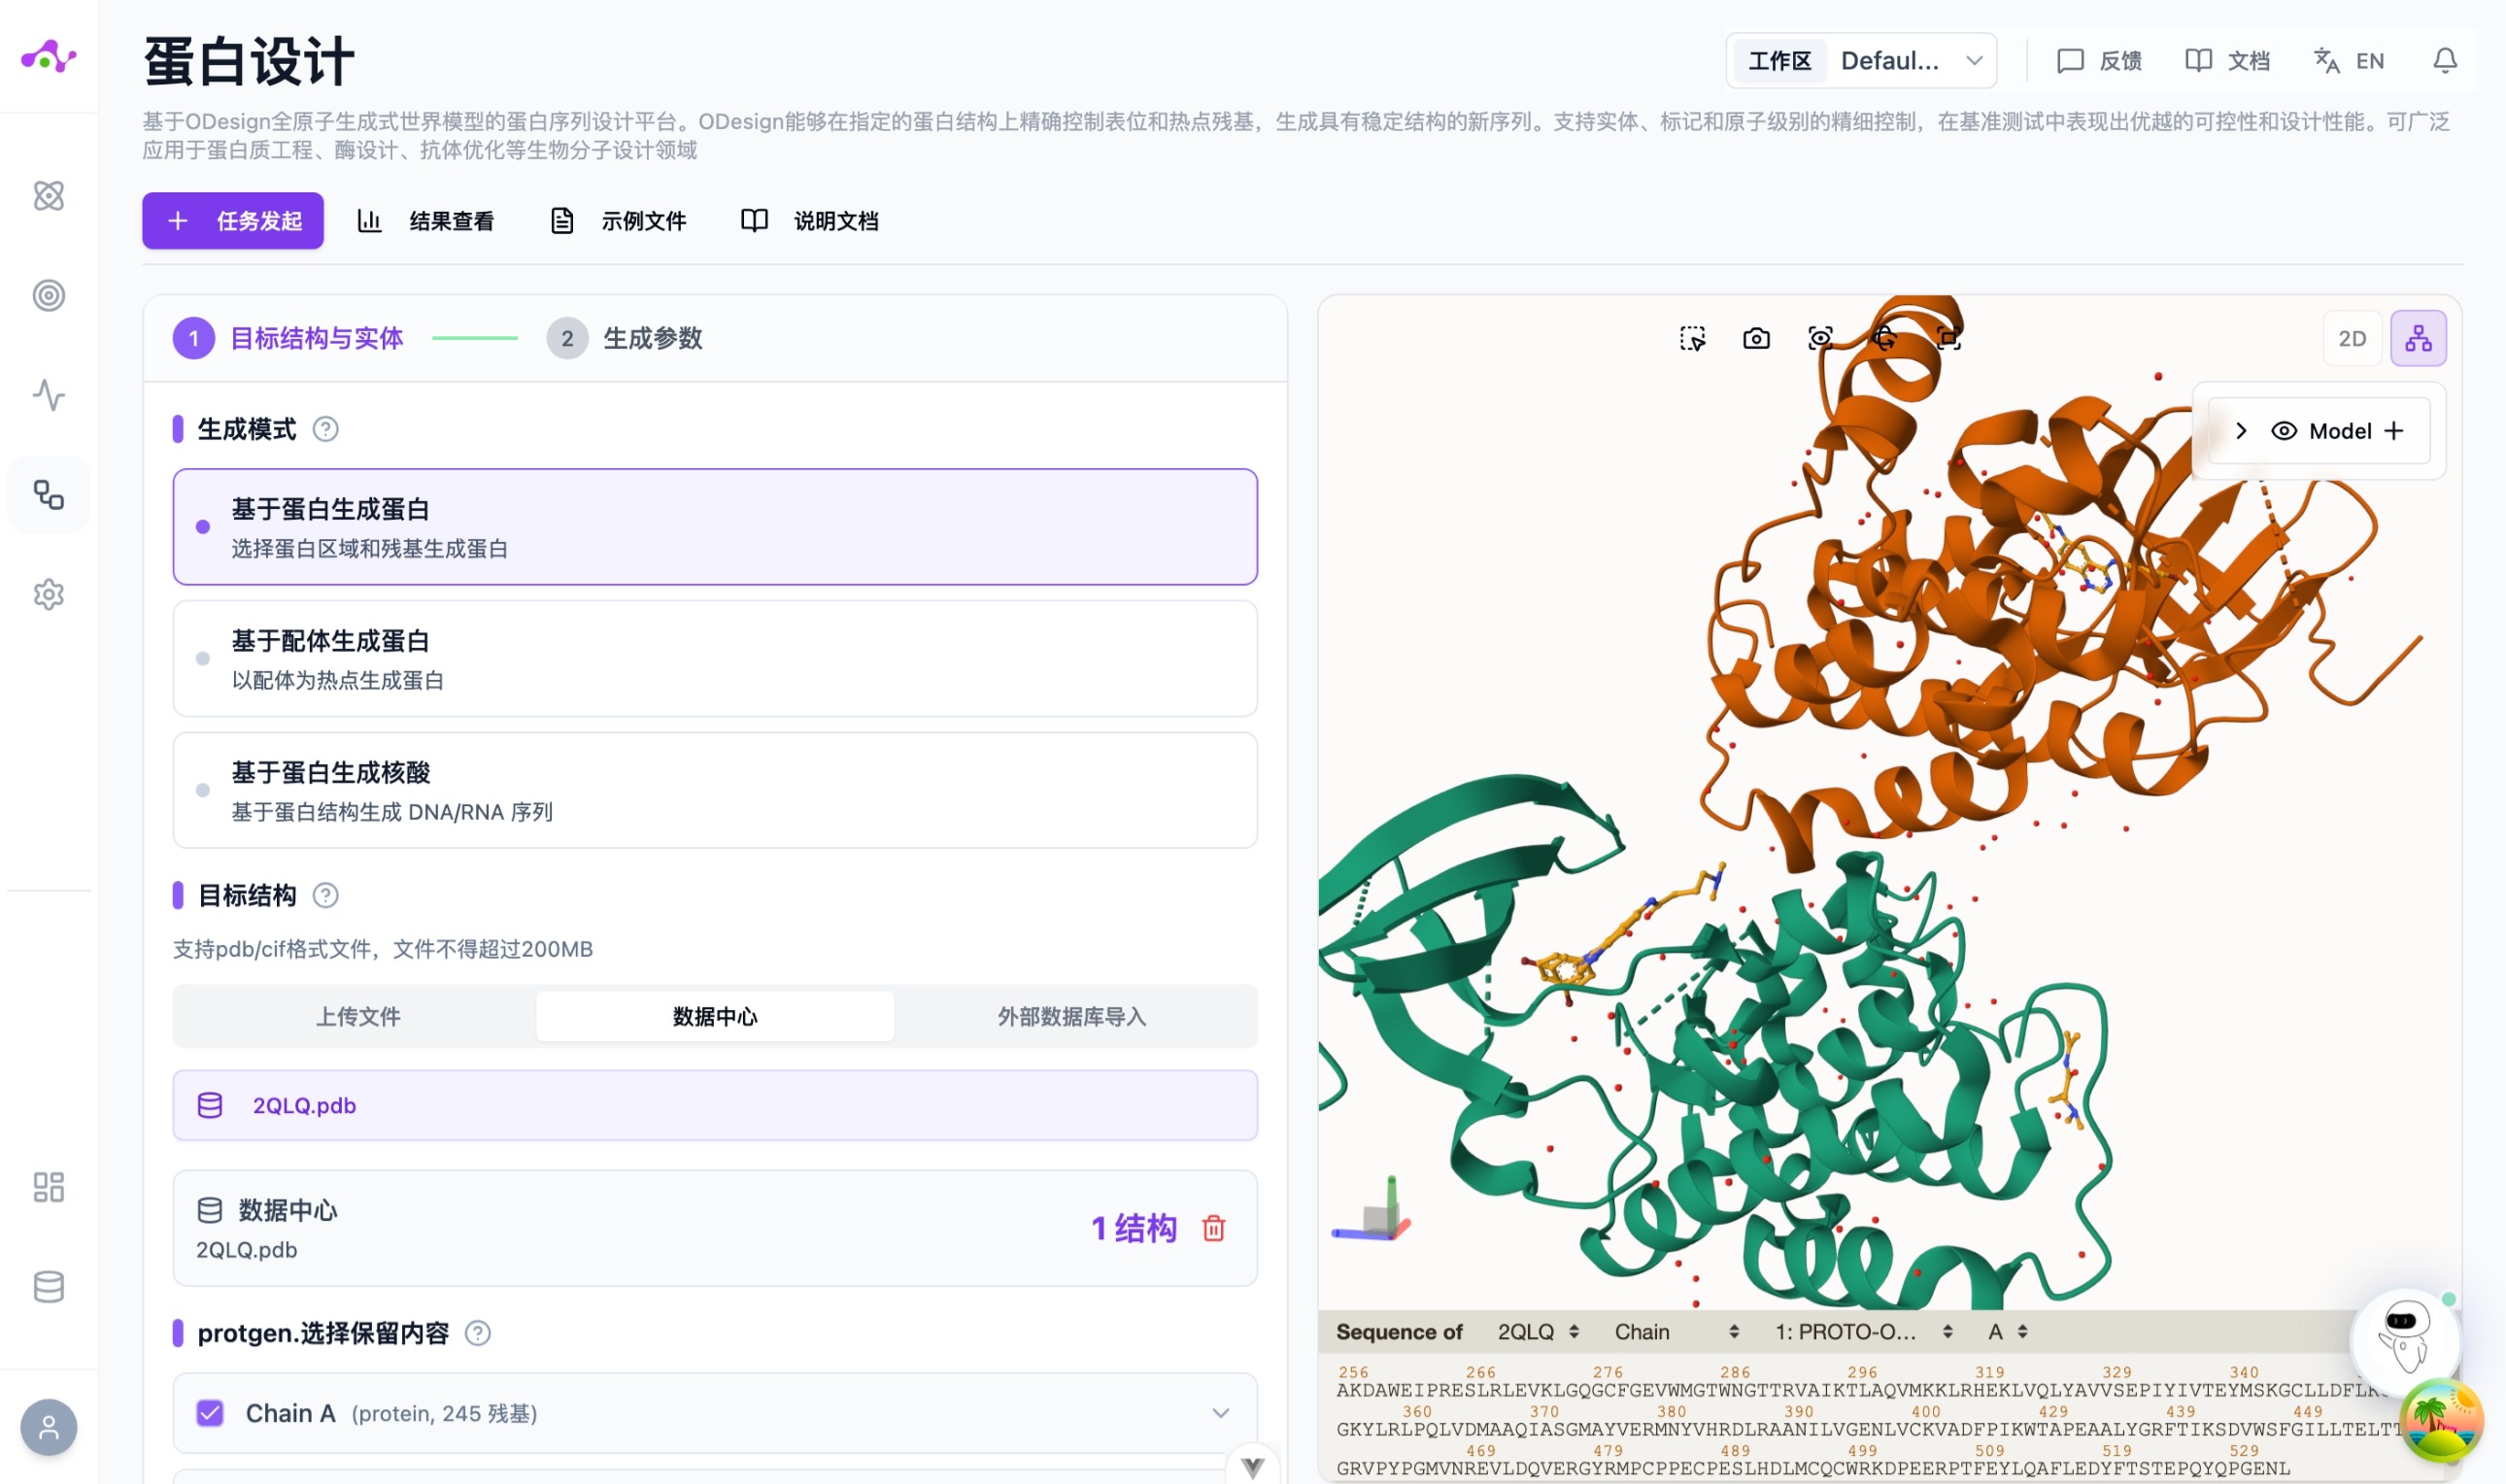 蛋白设计
工作区 Defaul... 反馈 文档 EN
基于ODesign全原子生成式世界模型的蛋白序列设计平台。ODesign能够在指定的蛋白结构上精确控制表位和热点残基，生成具有稳定结构的新序列。支持实体、标记和原子级别的精细控制，在基准测试中表现出优越的可控性和设计性能。可广泛
应用于蛋白质工程、酶设计、抗体优化等生物分子设计领域
任务发起 结果查看 示例文件 说明文档
1 目标结构与实体 2 生成参数
生成模式
基于蛋白生成蛋白
选择蛋白区域和残基生成蛋白
基于配体生成蛋白
以配体为热点生成蛋白
基于蛋白生成核酸
基于蛋白结构生成 DNA/RNA 序列
目标结构
支持pdb/cif格式文件，文件不得超过200MB
上传文件 数据中心 外部数据库导入
2QLQ.pdb
数据中心
2QLQ.pdb
1 结构
protgen.选择保留内容
Chain A (protein, 245 残基)
2D
Model
Sequence of 2QLQ Chain 1: PROTO-O... A
256 266 276 286 296 319 329 340
AKDAWEIPRESLRLEVKLGQGCFGEVWMGTWNGTTRVAIKTLAQVMKKLRHEKLVQLYAVVSEPIYIVTEYMSKGCLLDFL
360 370 380 390 400 429 439 449
GKYLRLPQLVDMAAQIASGMAYVERMNYVHRDLRAANILVGENLVCKVADFPIKWTAPEAALYGRFTIKSDVWSFGILLTELT
469 479 489 499 509 519 529
GRVPYPGMVNREVLDQVERGYRMPCPPECPESLHDLMCQCWRKDPEERPTFEYLQAFLEDYFTSTEPQYQPGENL